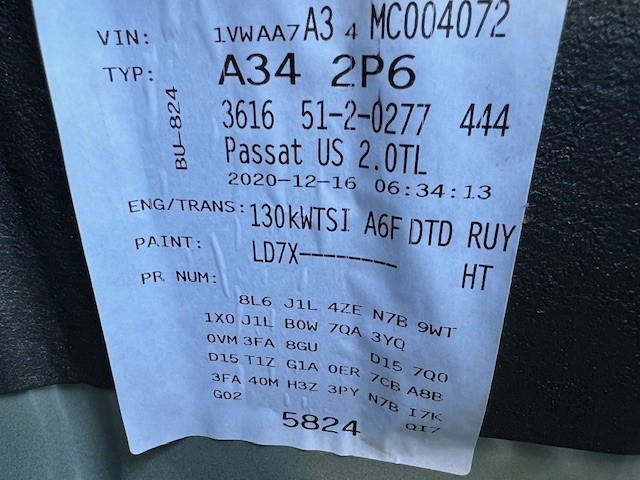 VIN: 1VWAA7A3 4 MC004072
TYP: A34 2P6
BU-824
3616 51-2-0277 444
Passat US 2.0TL
2020-12-16 06:34:13
ENG/TRANS: 130kWTSI A6F DTD RUY
PAINT: LD7X---------- HT
PR NUM:
8L6 J1L 4ZE N7B 9WT
1X0 J1L B0W 7QA 3YQ
0VM 3FA 8GU D15 7Q0
D15 T1Z G1A 0ER 7CB A8B
3FA 40M H3Z 3PY N7B I7K
G02 QI7
5824